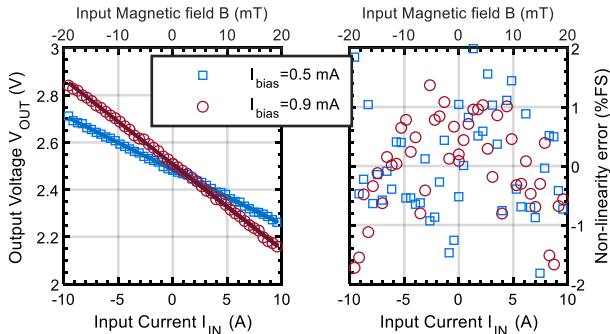 Input Magnetic field B (mT)
-20 -10 0 10 20
3
2.8
2.6
2.4
2.2
2
Output Voltage V_OUT (V)
-10 -5 0 5 10
Input Current I_IN (A)
I_bias=0.5 mA
I_bias=0.9 mA
Input Magnetic field B (mT)
-20 -10 0 10 20
2
1
0
-1
-2
Non-linearity error (%FS)
-10 -5 0 5 10
Input Current I_IN (A)